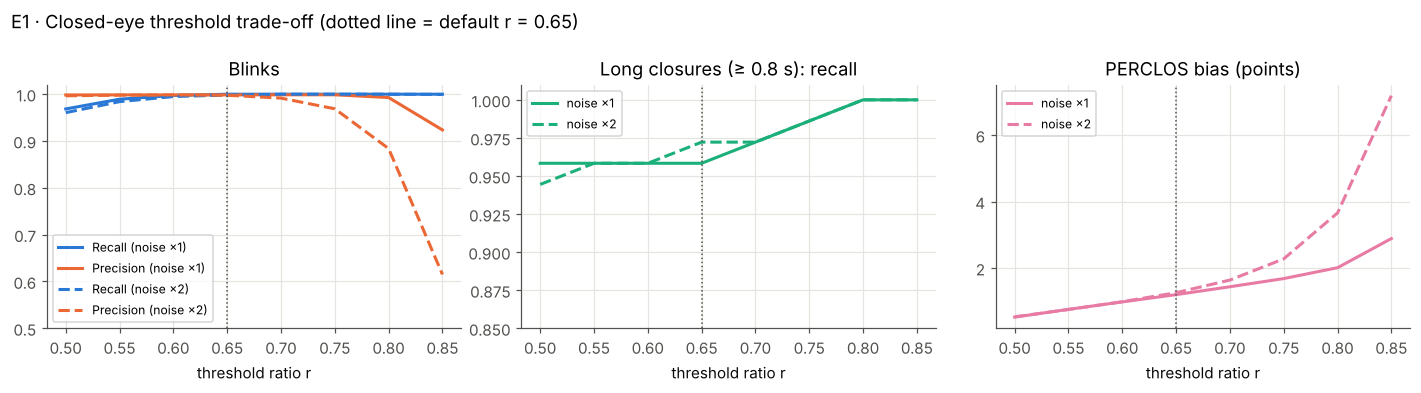 E1 · Closed-eye threshold trade-off (dotted line = default r = 0.65)
Blinks
1.0
0.9
0.8
0.7
0.6
0.5
Recall (noise ×1)
Precision (noise ×1)
Recall (noise ×2)
Precision (noise ×2)
0.50 0.55 0.60 0.65 0.70 0.75 0.80 0.85
threshold ratio r
Long closures (≥ 0.8 s): recall
noise ×1
noise ×2
1.000
0.975
0.950
0.925
0.900
0.875
0.850
0.50 0.55 0.60 0.65 0.70 0.75 0.80 0.85
threshold ratio r
PERCLOS bias (points)
noise ×1
noise ×2
6
4
2
0.50 0.55 0.60 0.65 0.70 0.75 0.80 0.85
threshold ratio r